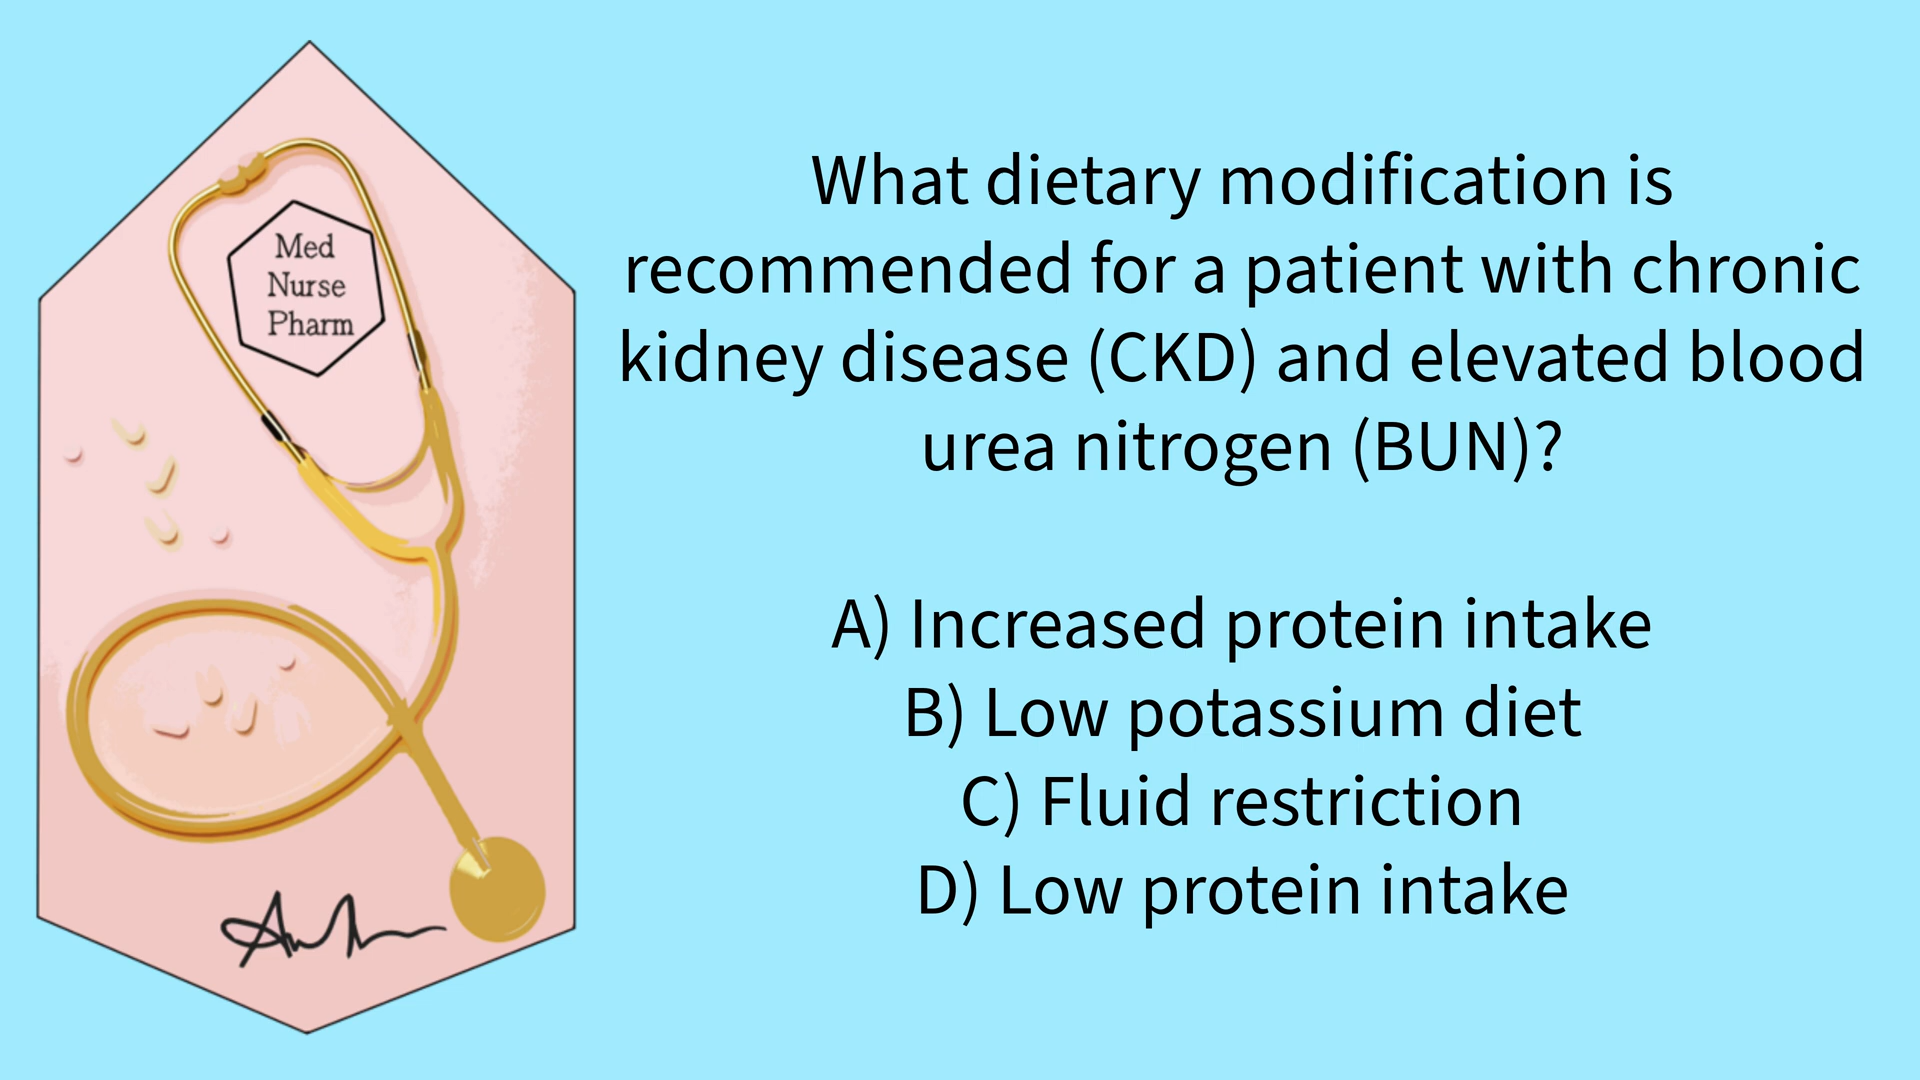 Med
Nurse
Pharm
What dietary modification is
recommended for a patient with chronic
kidney disease (CKD) and elevated blood
urea nitrogen (BUN)?
A) Increased protein intake
B) Low potassium diet
C) Fluid restriction
D) Low protein intake